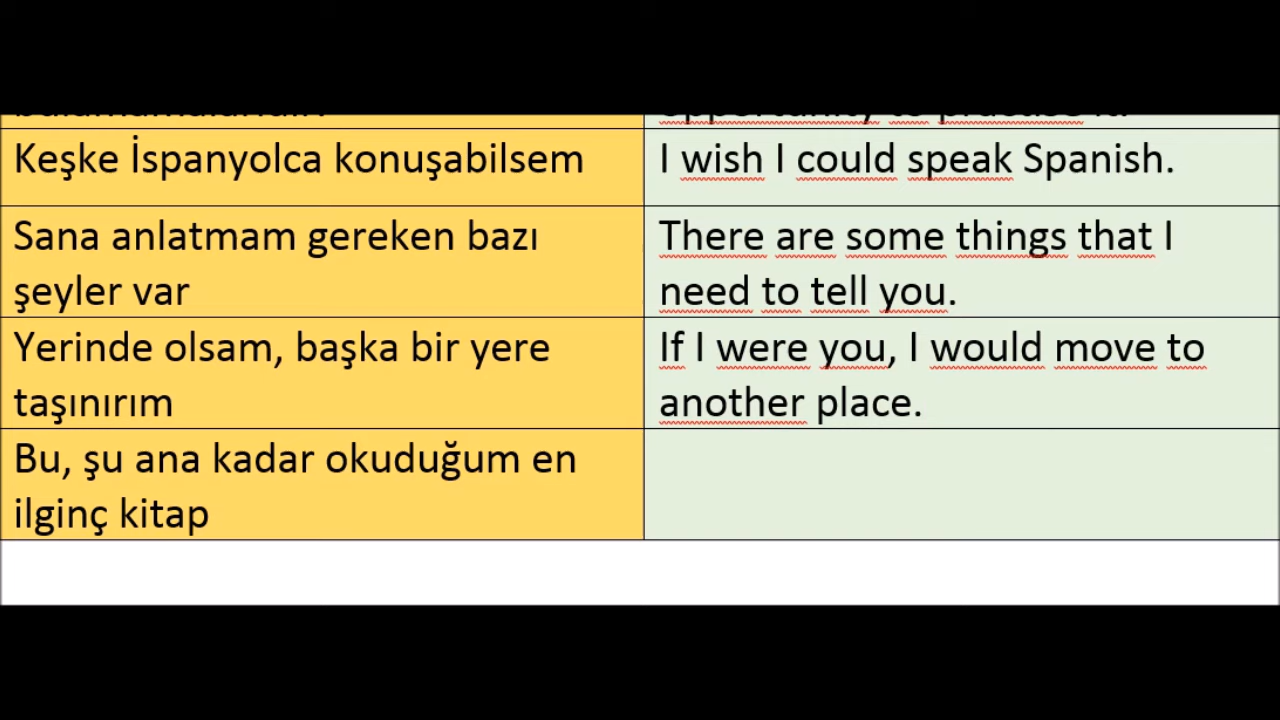 Keşke İspanyolca konuşabilsem
I wish I could speak Spanish.
Sana anlatmam gereken bazı
şeyler var
There are some things that I
need to tell you.
Yerinde olsam, başka bir yere
taşınırım
If I were you, I would move to
another place.
Bu, şu ana kadar okuduğum en
ilginç kitap